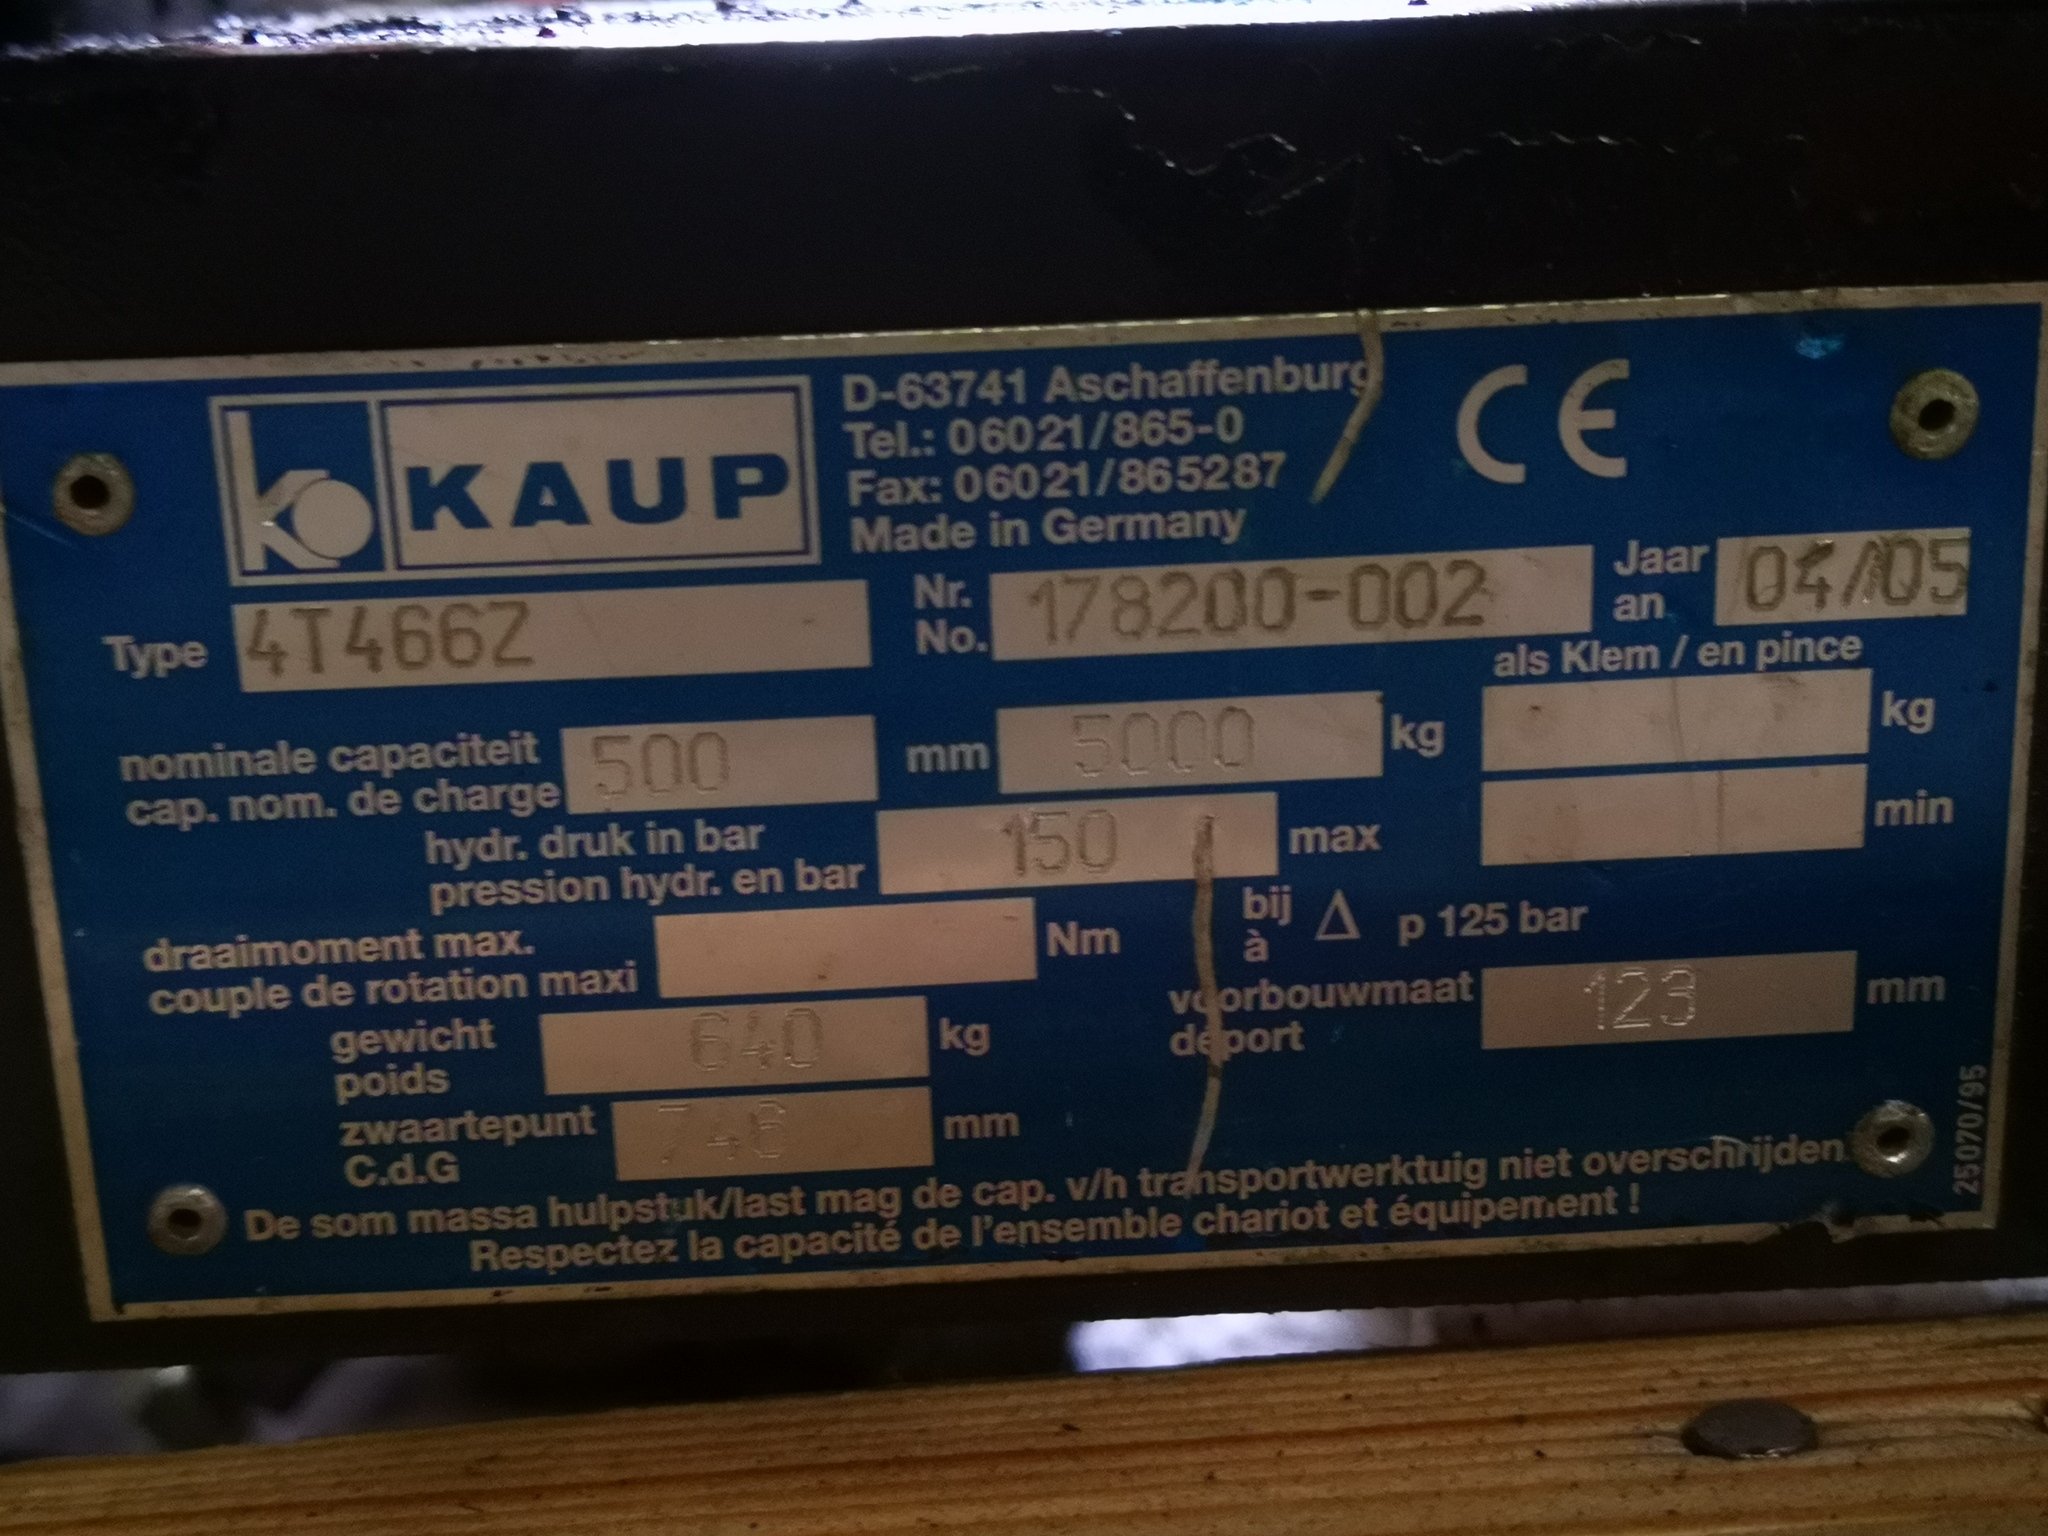 KAUP
D-63741 Aschaffenburg
Tel.: 06021/865-0
Fax: 06021/865287
Made in Germany
CE
Type 4T466Z
Nr. No. 178200-002
Jaar an 04/05
als Klem / en pince
kg
min
nominale capaciteit
cap. nom. de charge 500 mm 5000 kg
hydr. druk in bar
pression hydr. en bar 150 max
bij à Δ p 125 bar
draaimoment max.
couple de rotation maxi Nm
gewicht
poids 640 kg
voorbouwmaat
déport 123 mm
zwaartepunt
C.d.G mm
De som massa hulpstuk/last mag de cap. v/h transportwerktuig niet overschrijden.
Respectez la capacité de l'ensemble chariot et équipement !
25070/95